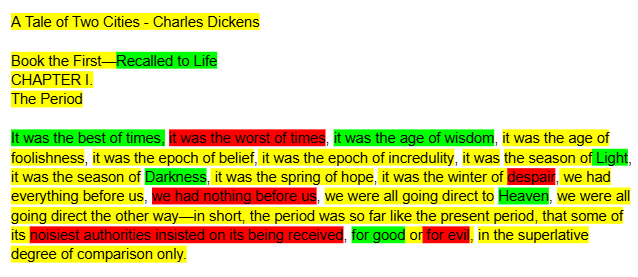 A Tale of Two Cities - Charles Dickens
Book the First—Recalled to Life
CHAPTER I.
The Period
It was the best of times, it was the worst of times, it was the age of wisdom, it was the age of
foolishness, it was the epoch of belief, it was the epoch of incredulity, it was the season of Light,
it was the season of Darkness, it was the spring of hope, it was the winter of despair, we had
everything before us, we had nothing before us, we were all going direct to Heaven, we were all
going direct the other way—in short, the period was so far like the present period, that some of
its noisiest authorities insisted on its being received, for good or for evil, in the superlative
degree of comparison only.